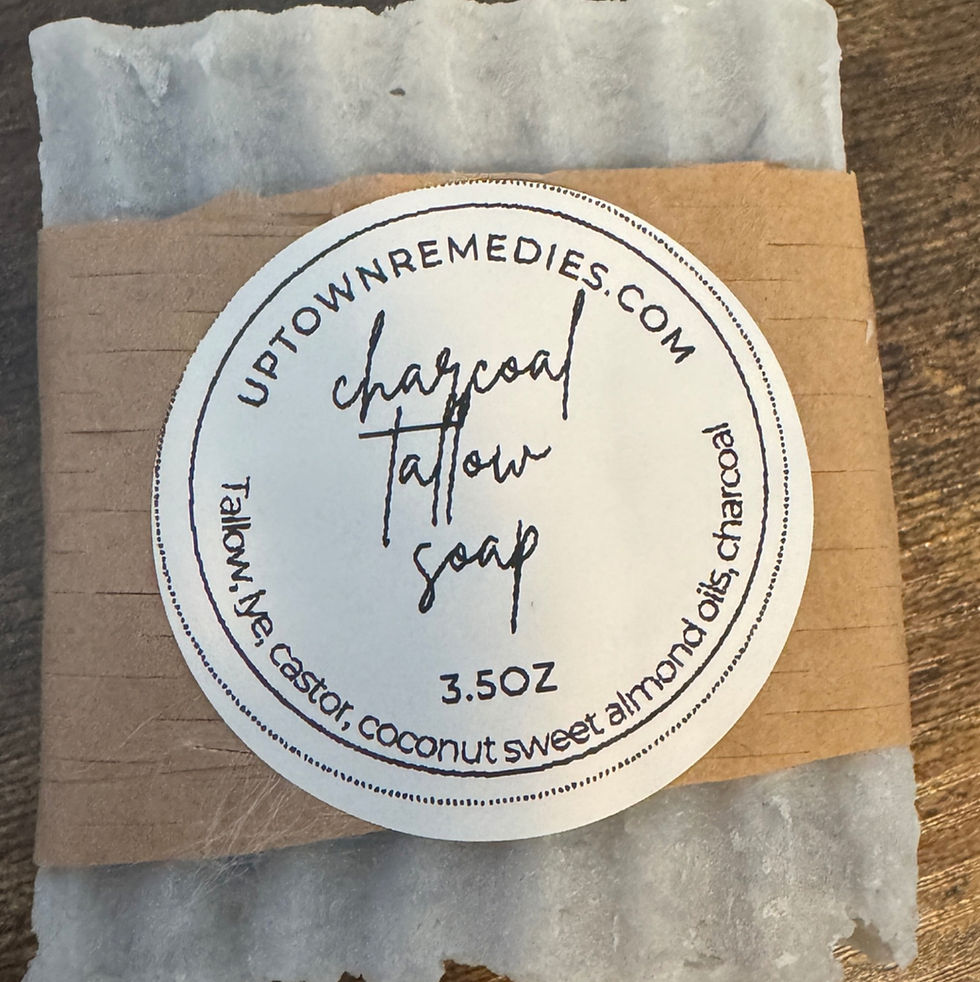 UPTOWNREMEDIES.COM
charcoal
tallow
soap
3.5OZ
Tallow, lye, castor, coconut sweet almond oils, charcoal